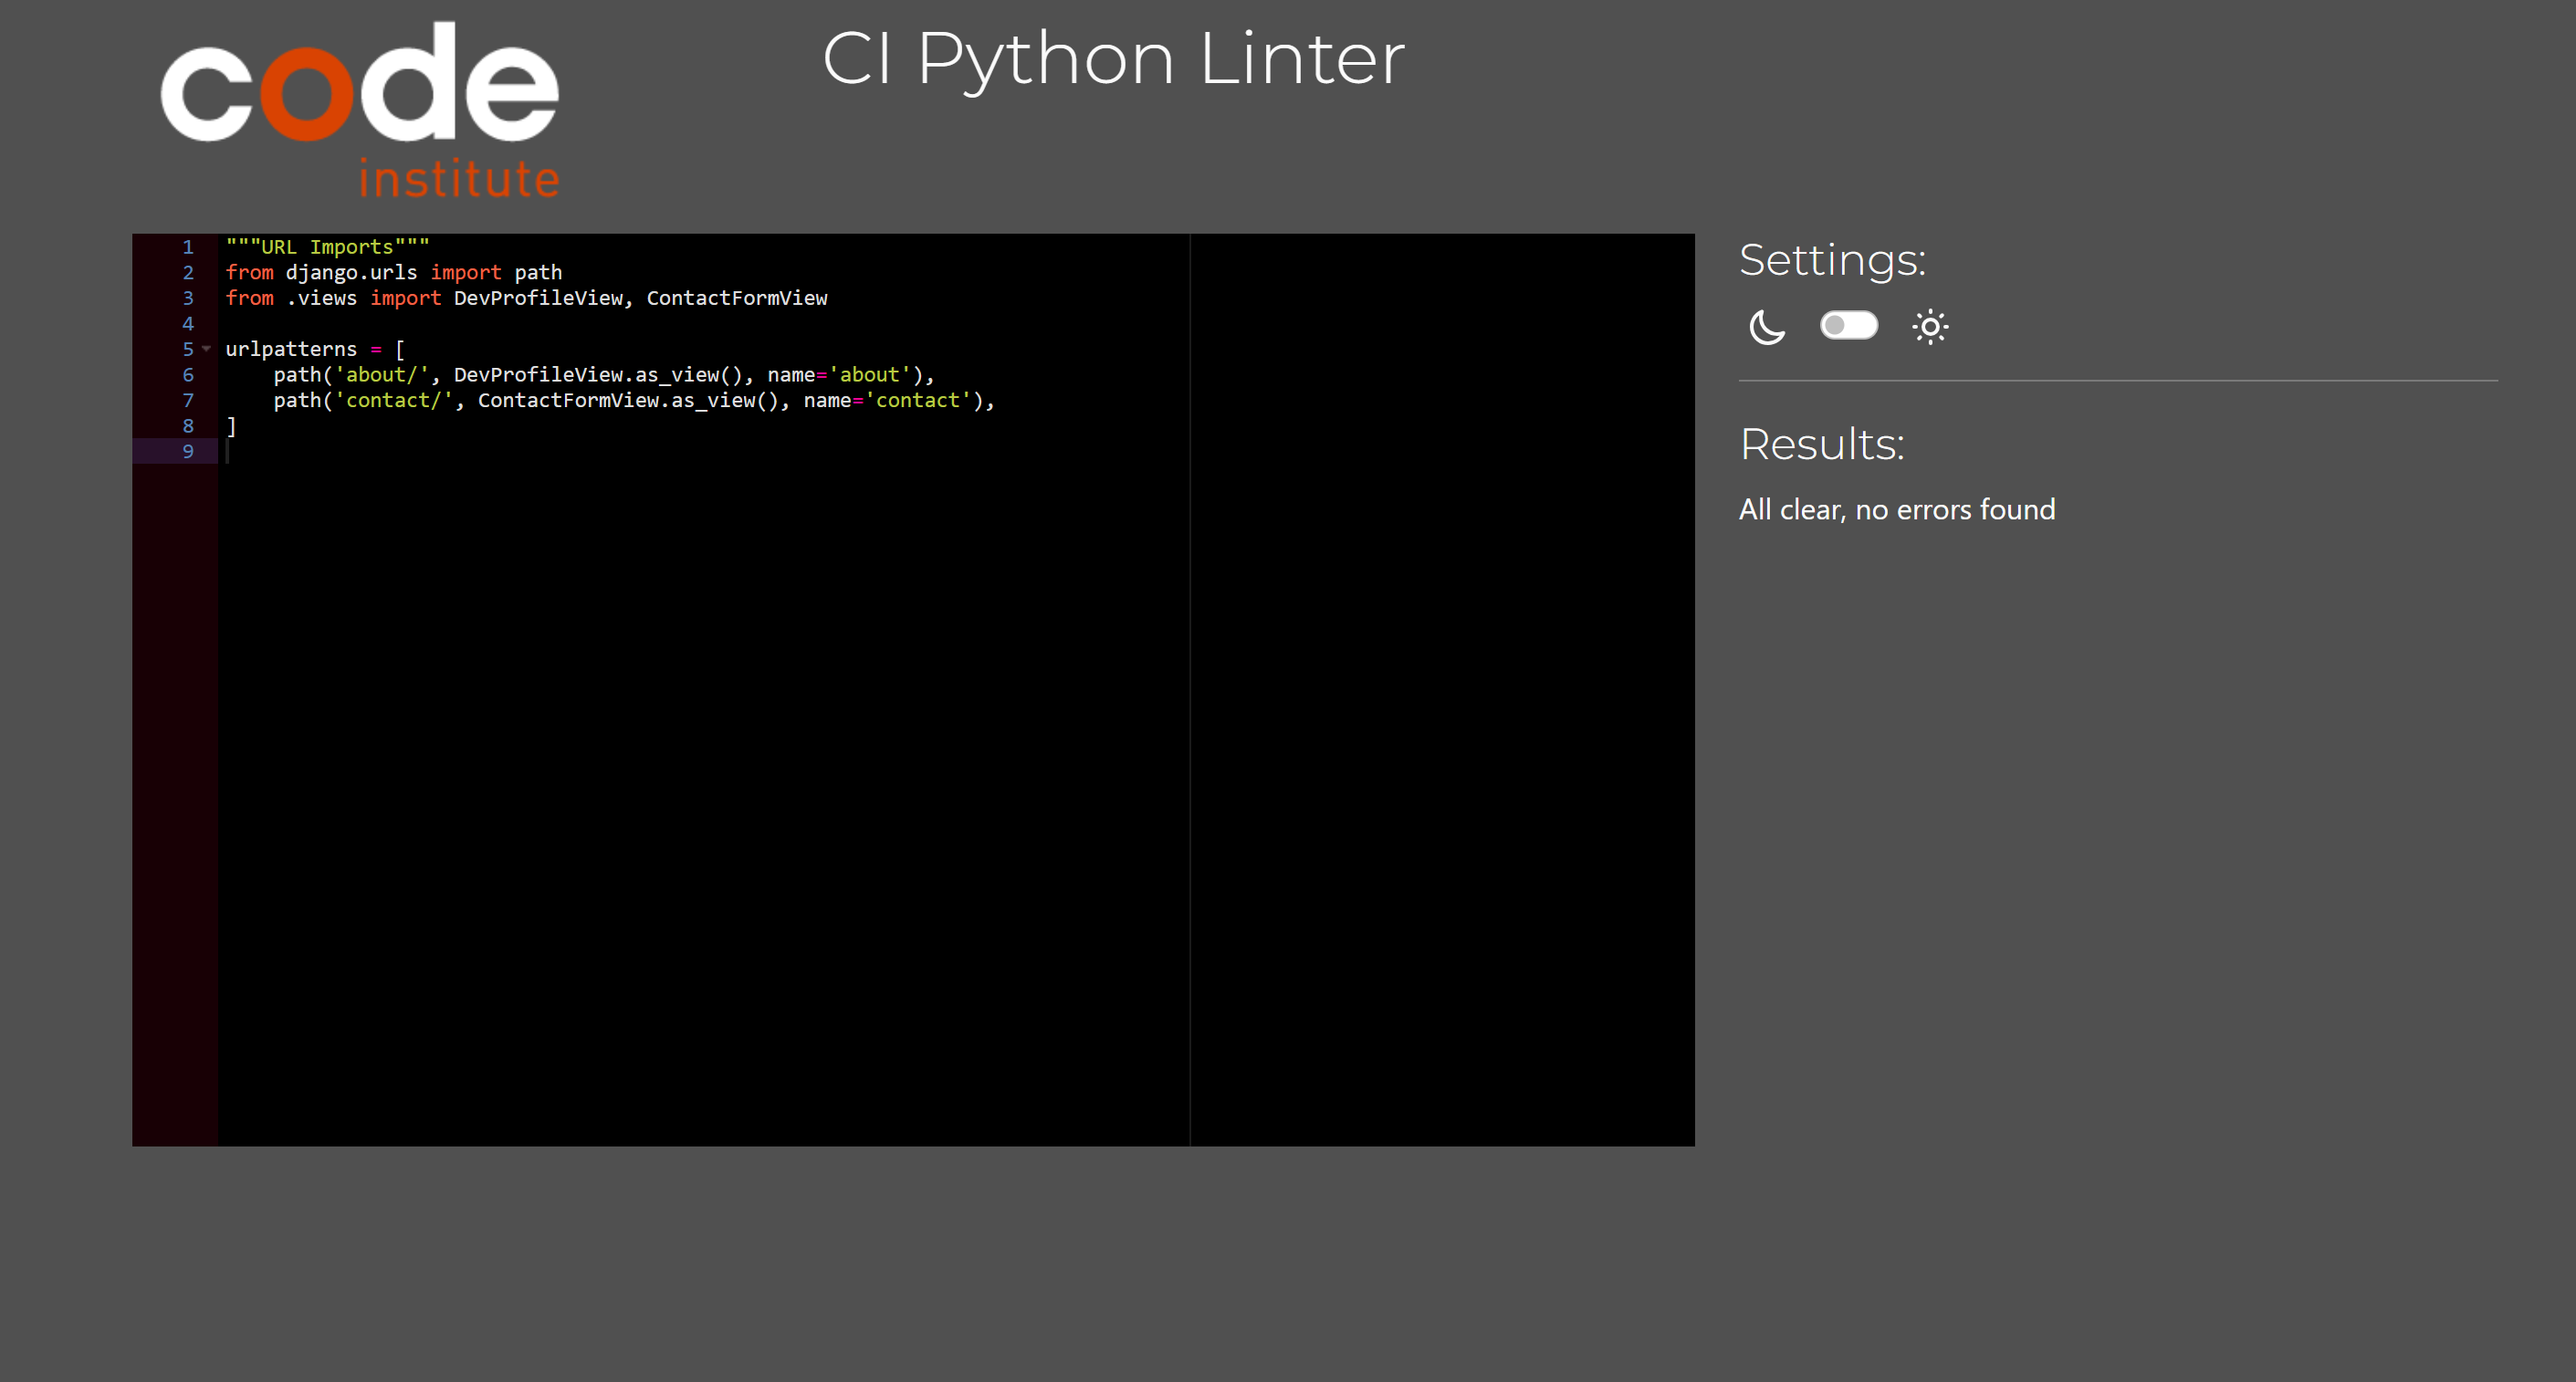 code
institute
CI Python Linter
1 """URL Imports"""
2 from django.urls import path
3 from .views import DevProfileView, ContactFormView
4
5 urlpatterns = [
6     path('about/', DevProfileView.as_view(), name='about'),
7     path('contact/', ContactFormView.as_view(), name='contact'),
8 ]
9
Settings:
Results:
All clear, no errors found